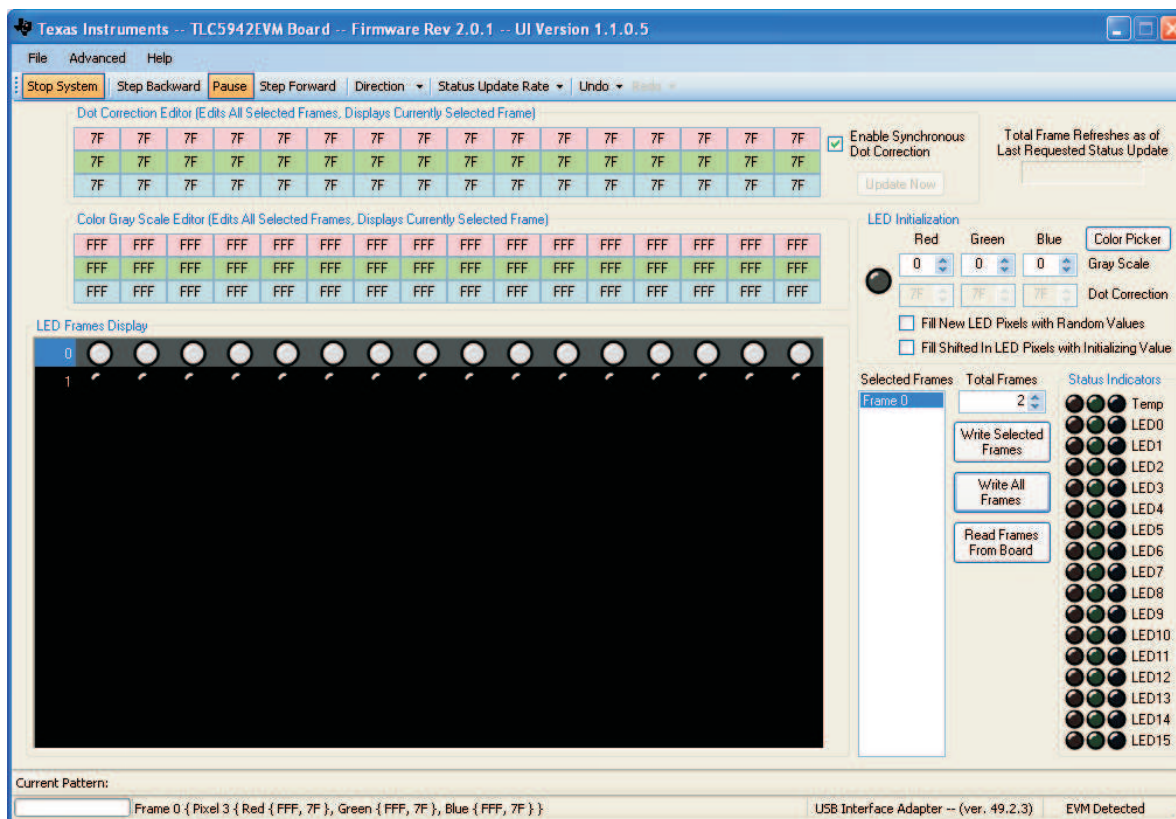 Texas Instruments -- TLC5942EVM Board -- Firmware Rev 2.0.1 -- UI Version 1.1.0.5
File Advanced Help
Stop System Step Backward Pause Step Forward Direction Status Update Rate Undo Redo
Dot Correction Editor (Edits All Selected Frames, Displays Currently Selected Frame)
7F 7F 7F 7F 7F 7F 7F 7F 7F 7F 7F 7F 7F 7F 7F 7F
7F 7F 7F 7F 7F 7F 7F 7F 7F 7F 7F 7F 7F 7F 7F 7F
7F 7F 7F 7F 7F 7F 7F 7F 7F 7F 7F 7F 7F 7F 7F 7F
Enable Synchronous
Dot Correction
Update Now
Total Frame Refreshes as of
Last Requested Status Update
Color Gray Scale Editor (Edits All Selected Frames, Displays Currently Selected Frame)
FFF FFF FFF FFF FFF FFF FFF FFF FFF FFF FFF FFF FFF FFF FFF FFF
FFF FFF FFF FFF FFF FFF FFF FFF FFF FFF FFF FFF FFF FFF FFF FFF
FFF FFF FFF FFF FFF FFF FFF FFF FFF FFF FFF FFF FFF FFF FFF FFF
LED Initialization
Red Green Blue Color Picker
0 0 0 Gray Scale
7F 7F 7F Dot Correction
Fill New LED Pixels with Random Values
Fill Shifted In LED Pixels with Initializing Value
LED Frames Display
0
1
Selected Frames
Frame 0
Total Frames
2
Write Selected
Frames
Write All
Frames
Read Frames
From Board
Status Indicators
Temp
LED0
LED1
LED2
LED3
LED4
LED5
LED6
LED7
LED8
LED9
LED10
LED11
LED12
LED13
LED14
LED15
Current Pattern:
Frame 0 { Pixel 3 { Red { FFF, 7F }, Green { FFF, 7F }, Blue { FFF, 7F } }
USB Interface Adapter -- (ver. 49.2.3)
EVM Detected